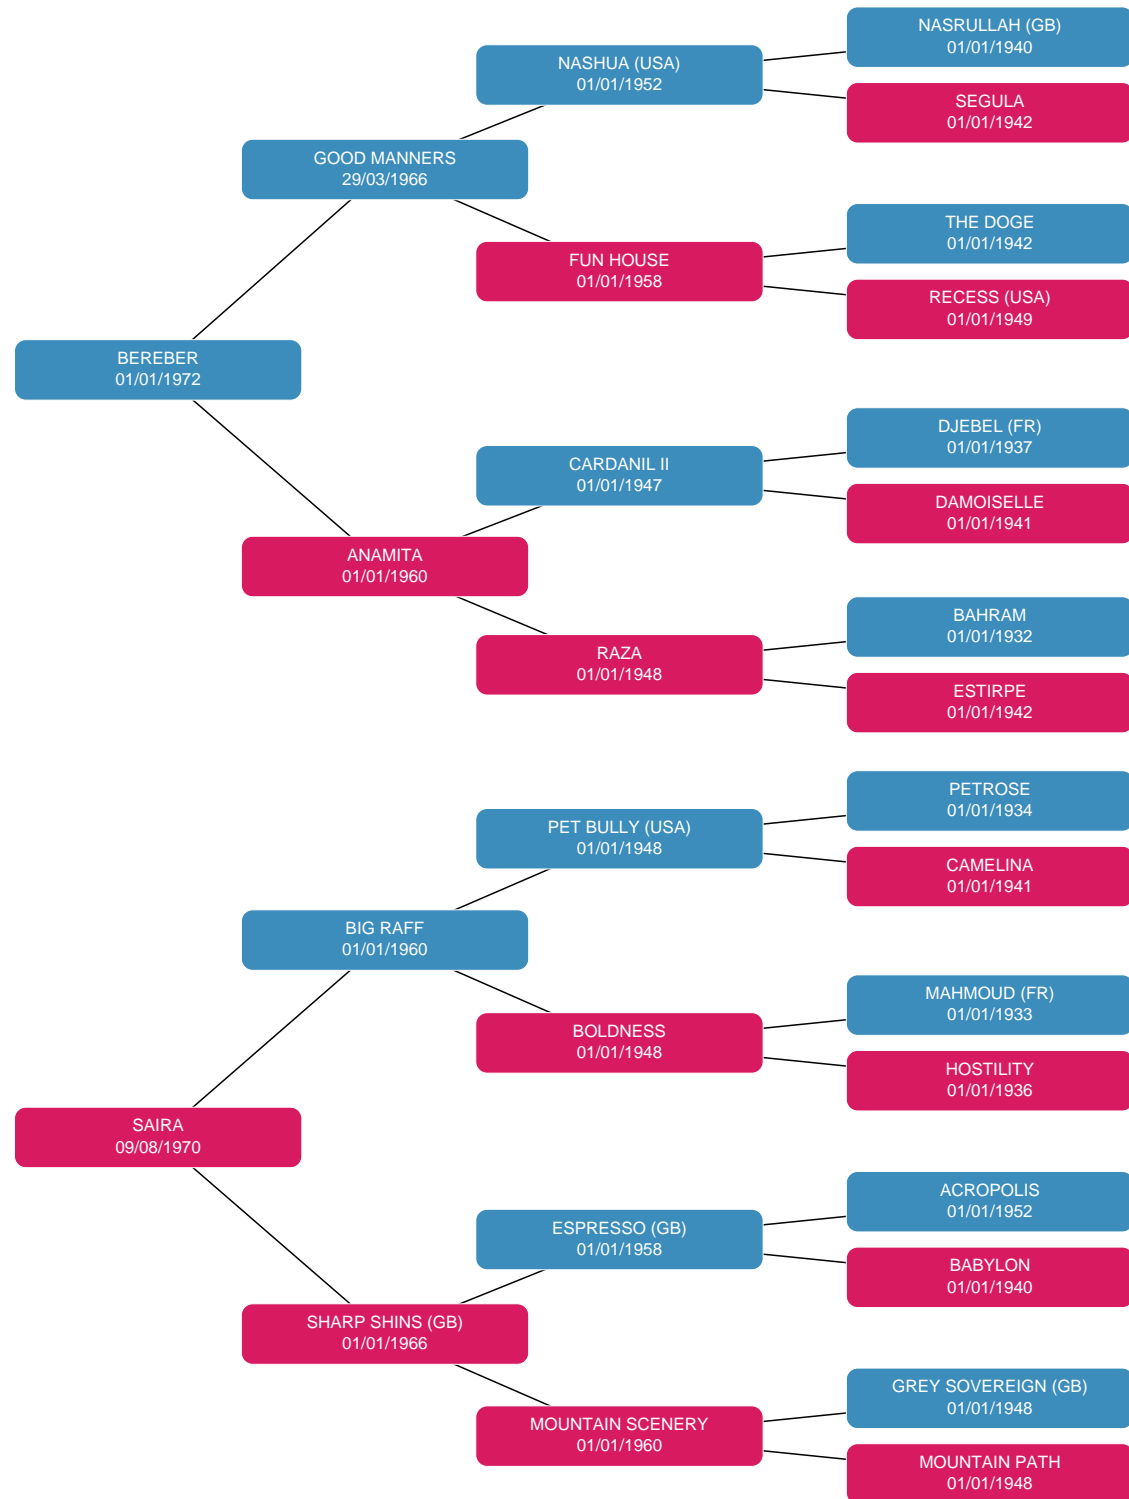 NASRULLAH (GB)
01/01/1940
NASHUA (USA)
01/01/1952
SEGULA
01/01/1942
GOOD MANNERS
29/03/1966
THE DOGE
01/01/1942
FUN HOUSE
01/01/1958
RECESS (USA)
01/01/1949
BEREBER
01/01/1972
DJEBEL (FR)
01/01/1937
CARDANIL II
01/01/1947
DAMOISELLE
01/01/1941
ANAMITA
01/01/1960
BAHRAM
01/01/1932
RAZA
01/01/1948
ESTIRPE
01/01/1942
PETROSE
01/01/1934
PET BULLY (USA)
01/01/1948
CAMELINA
01/01/1941
BIG RAFF
01/01/1960
MAHMOUD (FR)
01/01/1933
BOLDNESS
01/01/1948
HOSTILITY
01/01/1936
SAIRA
09/08/1970
ACROPOLIS
01/01/1952
ESPRESSO (GB)
01/01/1958
BABYLON
01/01/1940
SHARP SHINS (GB)
01/01/1966
GREY SOVEREIGN (GB)
01/01/1948
MOUNTAIN SCENERY
01/01/1960
MOUNTAIN PATH
01/01/1948